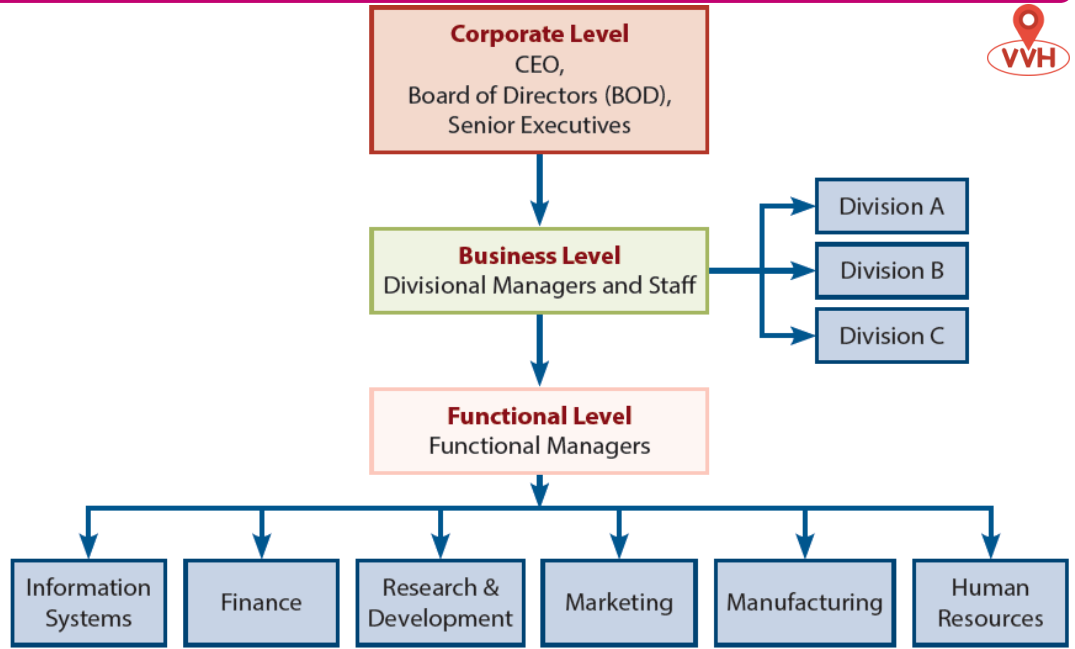 Corporate Level
CEO,
Board of Directors (BOD),
Senior Executives
VVH
Business Level
Divisional Managers and Staff
Division A
Division B
Division C
Functional Level
Functional Managers
Information
Systems
Finance
Research &
Development
Marketing
Manufacturing
Human
Resources